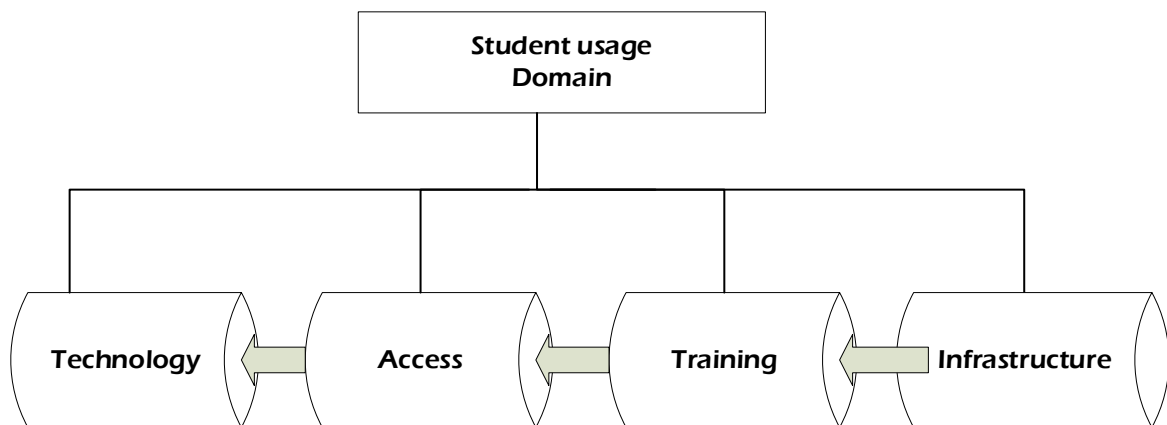 Student usage
Domain
Technology
Access
Training
Infrastructure